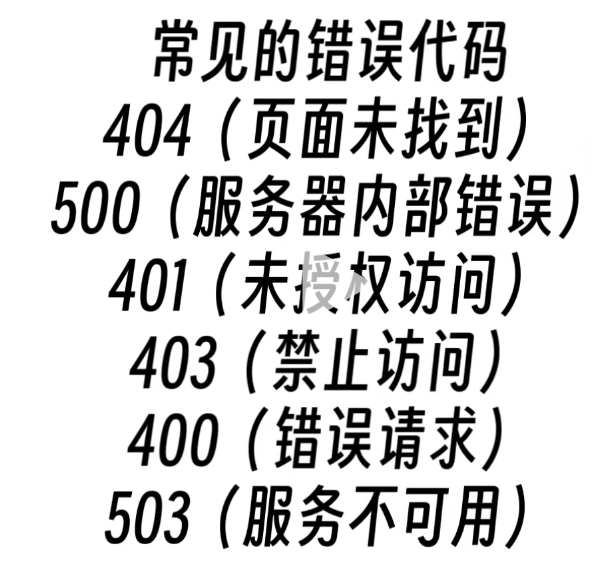 常见的错误代码
404（页面未找到）
500（服务器内部错误）
401（未授权访问）
403（禁止访问）
400（错误请求）
503（服务不可用）